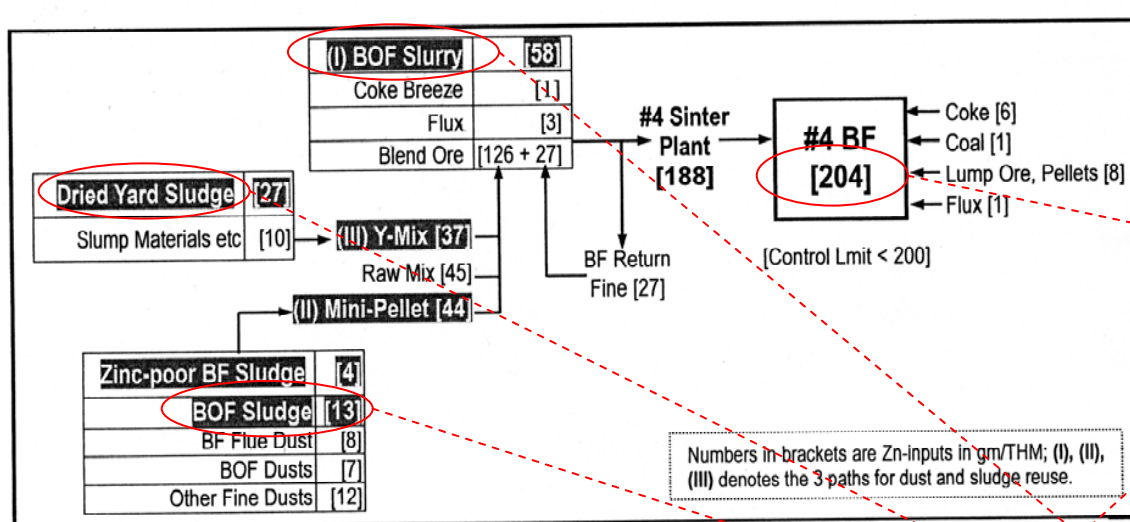 (I) BOF Slurry [58]
Coke Breeze [1]
Flux [3]
Blend Ore [126 + 27]
#4 Sinter
Plant
[188]
#4 BF
[204]
Coke [6]
Coal [1]
Lump Ore, Pellets [8]
Flux [1]
[Control Lmit < 200]
Dried Yard Sludge [27]
Slump Materials etc [10]
(III) Y-Mix [37]
Raw Mix [45]
(II) Mini-Pellet [44]
BF Return
Fine [27]
Zinc-poor BF Sludge [4]
BOF Sludge [13]
BF Flue Dust [8]
BOF Dusts [7]
Other Fine Dusts [12]
Numbers in brackets are Zn-inputs in gm/THM; (I), (II),
(III) denotes the 3 paths for dust and sludge reuse.